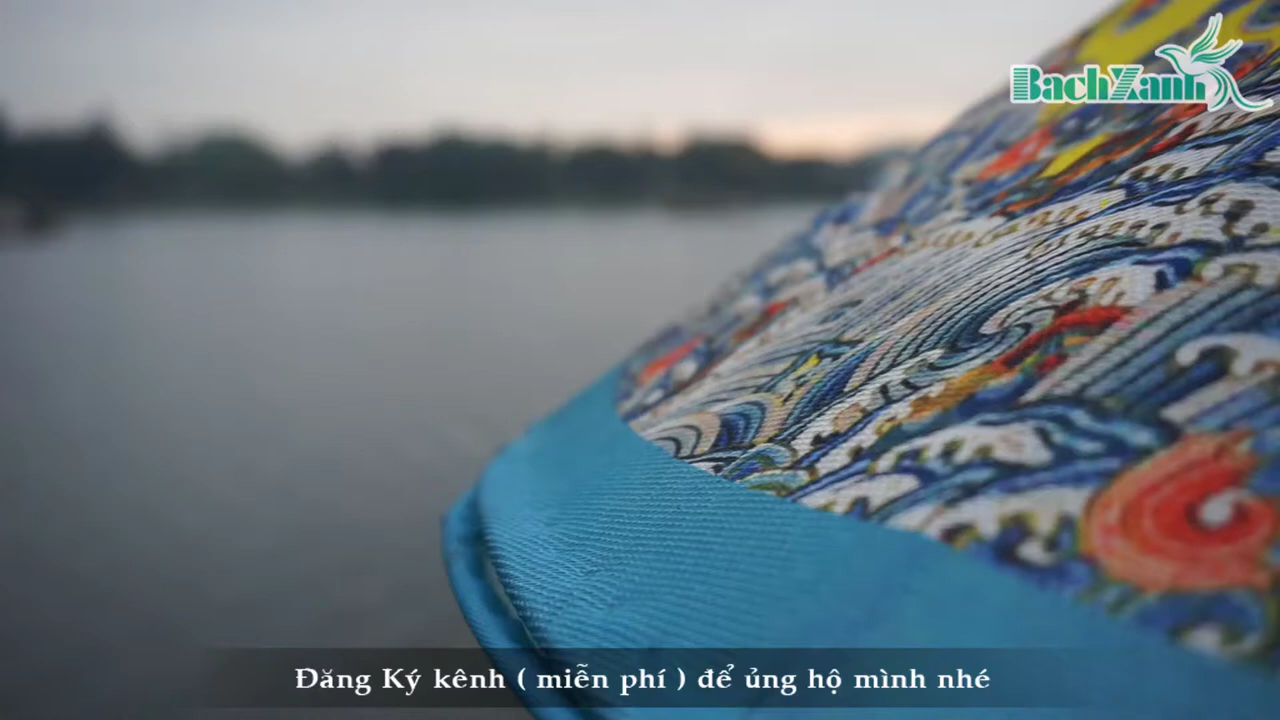 BachXanh
Đăng Ký kênh ( miễn phí ) để ủng hộ mình nhé